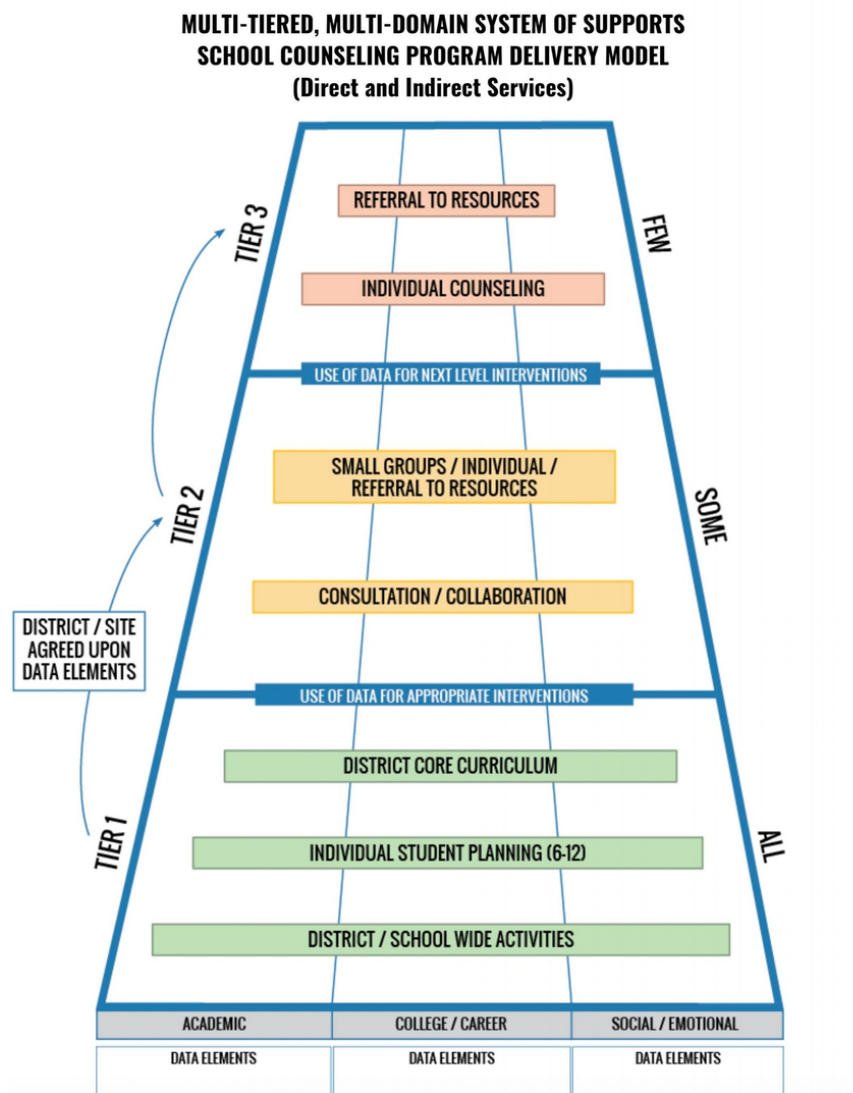 MULTI-TIERED, MULTI-DOMAIN SYSTEM OF SUPPORTS
SCHOOL COUNSELING PROGRAM DELIVERY MODEL
(Direct and Indirect Services)
TIER 3
FEW
REFERRAL TO RESOURCES
INDIVIDUAL COUNSELING
USE OF DATA FOR NEXT LEVEL INTERVENTIONS
TIER 2
SOME
SMALL GROUPS / INDIVIDUAL /
REFERRAL TO RESOURCES
CONSULTATION / COLLABORATION
DISTRICT / SITE
AGREED UPON
DATA ELEMENTS
USE OF DATA FOR APPROPRIATE INTERVENTIONS
TIER 1
ALL
DISTRICT CORE CURRICULUM
INDIVIDUAL STUDENT PLANNING (6-12)
DISTRICT / SCHOOL WIDE ACTIVITIES
ACADEMIC
COLLEGE / CAREER
SOCIAL / EMOTIONAL
DATA ELEMENTS
DATA ELEMENTS
DATA ELEMENTS